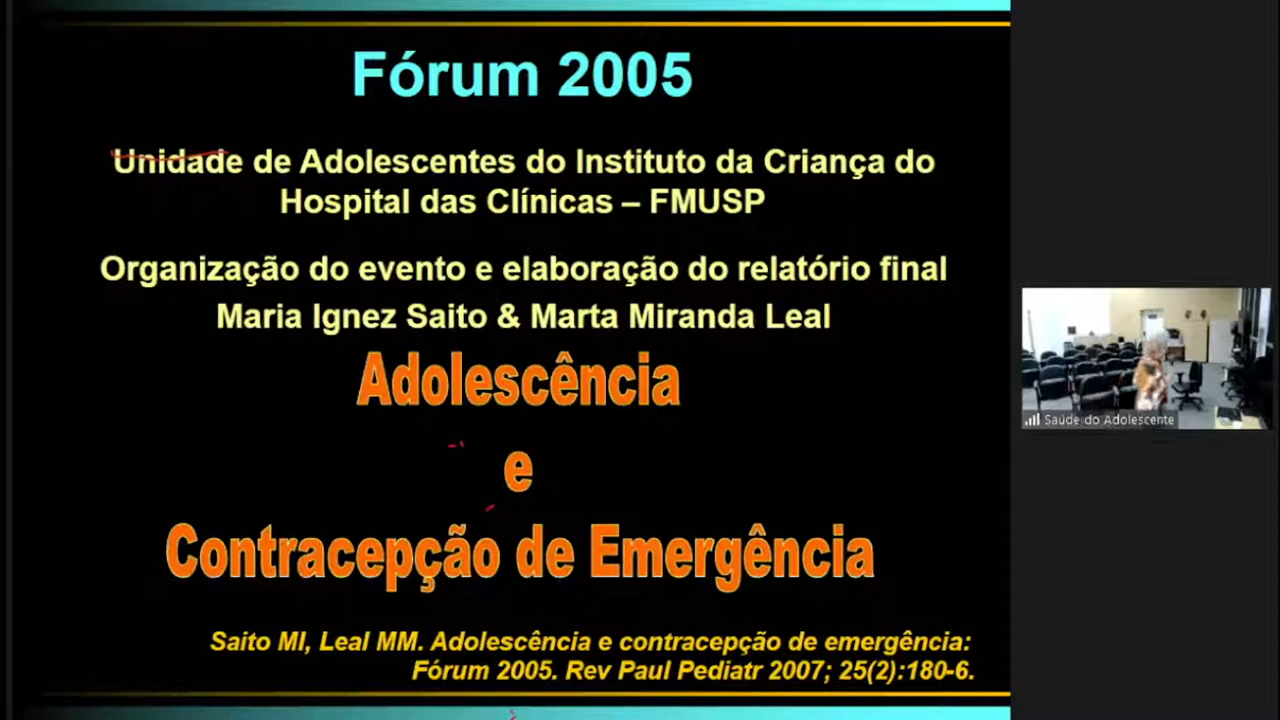 Fórum 2005
Unidade de Adolescentes do Instituto da Criança do
Hospital das Clínicas – FMUSP
Organização do evento e elaboração do relatório final
Maria Ignez Saito & Marta Miranda Leal
Adolescência
e
Contracepção de Emergência
Saito MI, Leal MM. Adolescência e contracepção de emergência:
Fórum 2005. Rev Paul Pediatr 2007; 25(2):180-6.
Saúde do Adolescente